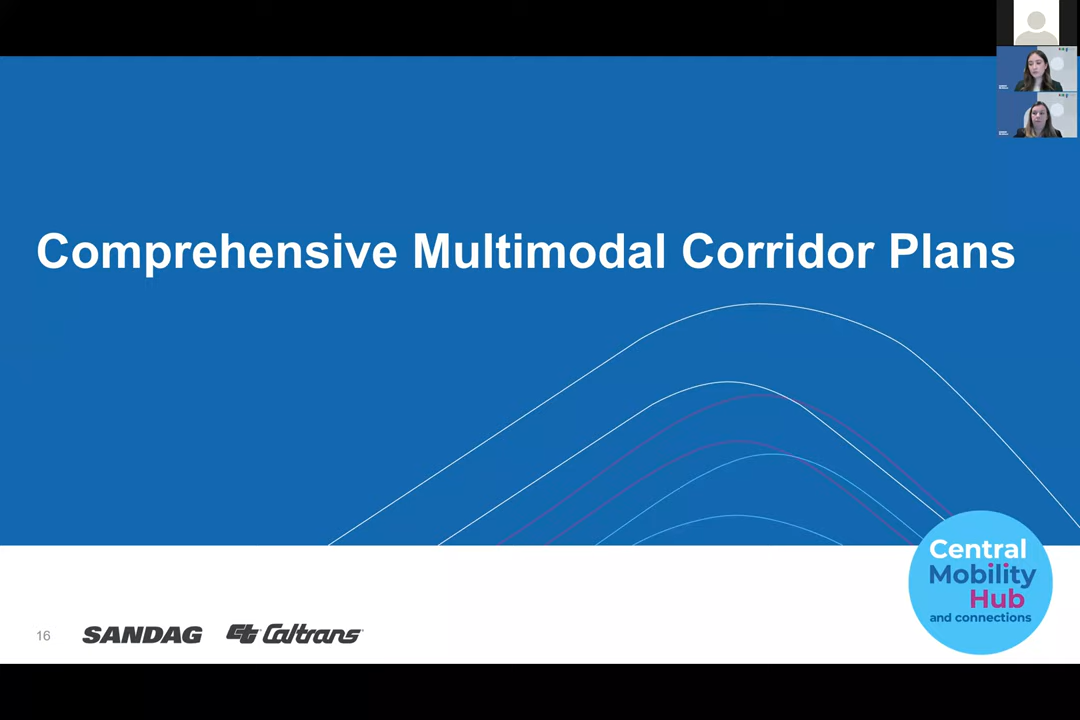 Comprehensive Multimodal Corridor Plans
Central
Mobility
Hub
and connections
16
SANDAG
Caltrans